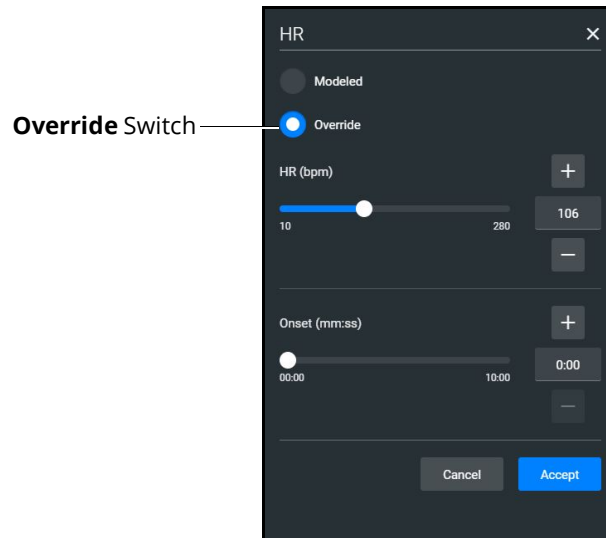 HR
Modeled
Override Switch
Override
HR (bpm)
106
10 280
Onset (mm:ss)
0:00
00:00 10:00
Cancel Accept